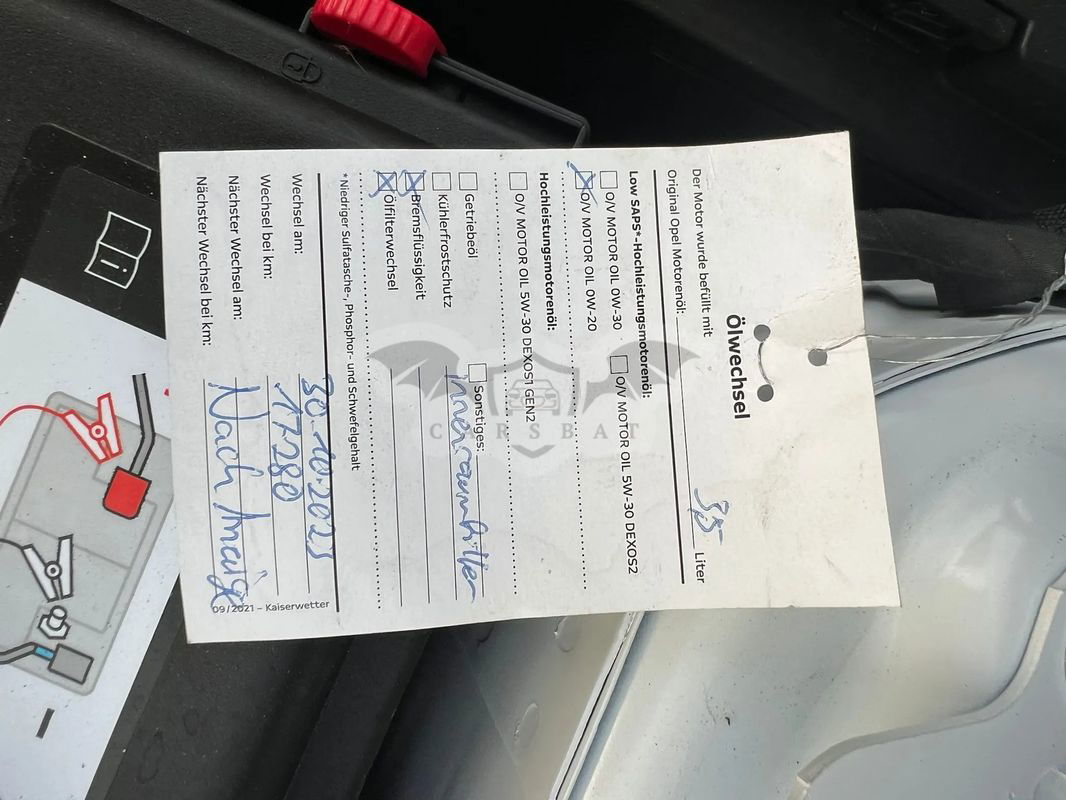 Ölwechsel
Der Motor wurde befüllt mit
Original Opel Motorenöl: 3,5 Liter
Low SAPS*-Hochleistungsmotorenöl:
O/V MOTOR OIL 0W-30 O/V MOTOR OIL 5W-30 DEXOS2
O/V MOTOR OIL 0W-20
Hochleistungsmotorenöl:
O/V MOTOR OIL 5W-30 DEXOS1 GEN2
Getriebeöl Sonstiges:
Kühlerfrostschutz Innenraumfilter
Bremsflüssigkeit
Ölfilterwechsel
*Niedriger Sulfatasche-, Phosphor- und Schwefelgehalt
Wechsel am: 30.10.2023
Wechsel bei km: 17280
Nächster Wechsel am:
Nächster Wechsel bei km: Nach Anzeige
09/2021 – Kaiserwetter
CARSBAT